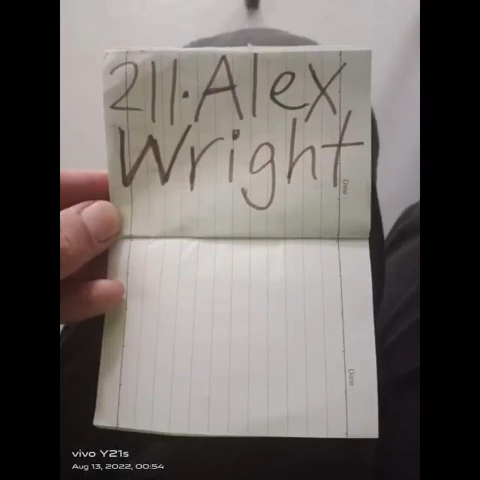 211.Alex
Wright
Date
Date
vivo Y21s
Aug 13, 2022, 00:54